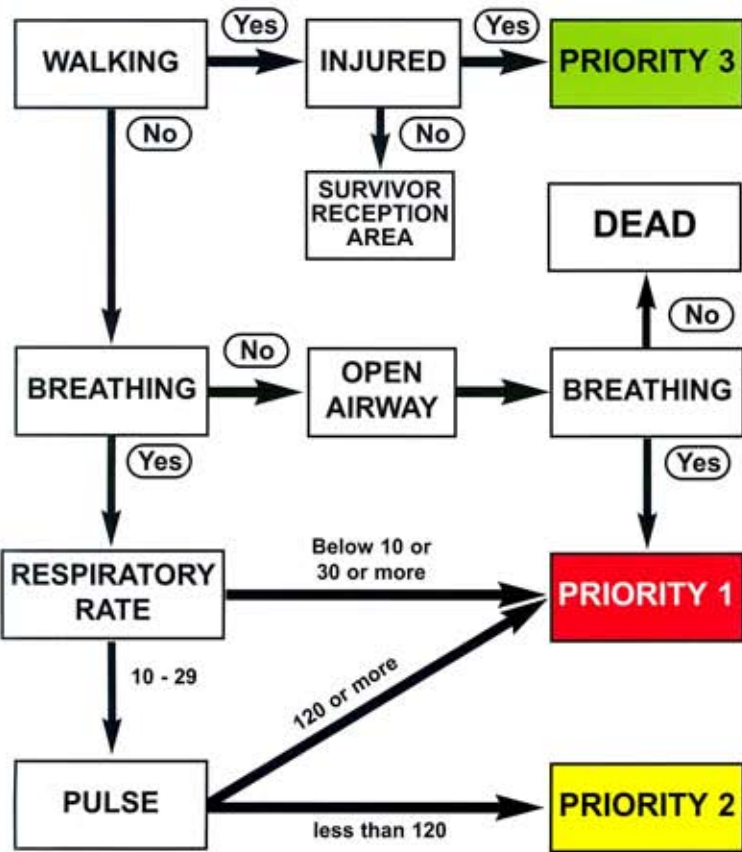 Yes
Yes
WALKING
INJURED
PRIORITY 3
No
No
SURVIVOR
RECEPTION
AREA
DEAD
No
No
BREATHING
OPEN
AIRWAY
BREATHING
Yes
Yes
Below 10 or
30 or more
RESPIRATORY
RATE
PRIORITY 1
10 - 29
120 or more
PULSE
PRIORITY 2
less than 120